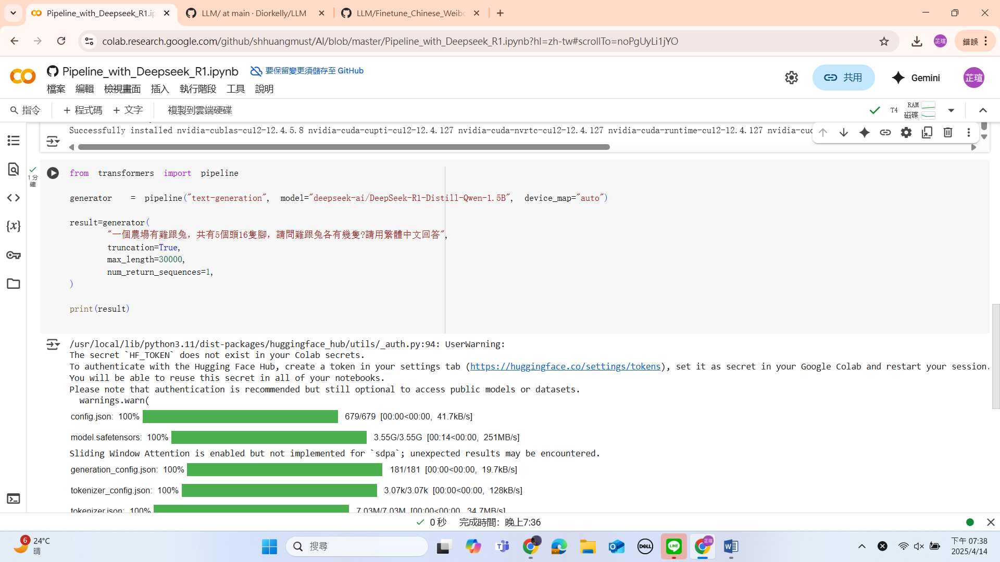 Pipeline_with_Deepseek_R1.ip
LLM/ at main · Diorkelly/LLM
LLM/Finetune_Chinese_Weibo
colab.research.google.com/github/shhuangmust/AI/blob/master/Pipeline_with_Deepseek_R1.ipynb?hl=zh-tw#scrollTo=noPgUyLi1jYO
芷瑄
錯誤
Pipeline_with_Deepseek_R1.ipynb
要保留變更須儲存至 GitHub
共用
Gemini
芷瑄
檔案 編輯 檢視畫面 插入 執行階段 工具 說明
指令
+ 程式碼 + 文字
複製到雲端硬碟
T4
RAM
磁碟
Successfully installed nvidia-cublas-cu12-12.4.5.8 nvidia-cuda-cupti-cu12-12.4.127 nvidia-cuda-nvrtc-cu12-12.4.127 nvidia-cuda-runtime-cu12-12.4.127 nvidia-cuc
1 分鐘
from transformers import pipeline
generator = pipeline("text-generation", model="deepseek-ai/DeepSeek-R1-Distill-Qwen-1.5B", device_map="auto")
result=generator(
"一個農場有雞跟兔，共有5個頭16隻腳，請問雞跟兔各有幾隻?請用繁體中文回答",
truncation=True,
max_length=30000,
num_return_sequences=1,
)
print(result)
/usr/local/lib/python3.11/dist-packages/huggingface_hub/utils/_auth.py:94: UserWarning:
The secret `HF_TOKEN` does not exist in your Colab secrets.
To authenticate with the Hugging Face Hub, create a token in your settings tab (https://huggingface.co/settings/tokens), set it as secret in your Google Colab and restart your session.
You will be able to reuse this secret in all of your notebooks.
Please note that authentication is recommended but still optional to access public models or datasets.
warnings.warn(
config.json: 100% 679/679 [00:00<00:00, 41.7kB/s]
model.safetensors: 100% 3.55G/3.55G [00:14<00:00, 251MB/s]
Sliding Window Attention is enabled but not implemented for `sdpa`; unexpected results may be encountered.
generation_config.json: 100% 181/181 [00:00<00:00, 19.7kB/s]
tokenizer_config.json: 100% 3.07k/3.07k [00:00<00:00, 128kB/s]
tokenizer.json: 100% 7.03M/7.03M [00:00<00:00, 34.7MB/s]
0 秒 完成時間：晚上7:36
6
24°C
晴
搜尋
DELL
LINE
芷瑄
下午 07:38
2025/4/14